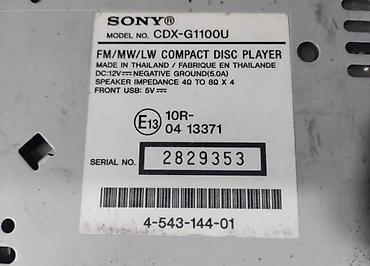 SONY®
MODEL NO. CDX-G1100U
FM/MW/LW COMPACT DISC PLAYER
MADE IN THAILAND / FABRIQUE EN THAILANDE
DC:12V⎓ NEGATIVE GROUND(5.0A)
SPEAKER IMPEDANCE 4Ω TO 8Ω X 4
FRONT USB: 5V⎓
E13
10R-
04 13371
SERIAL NO. 2829353
4-543-144-01